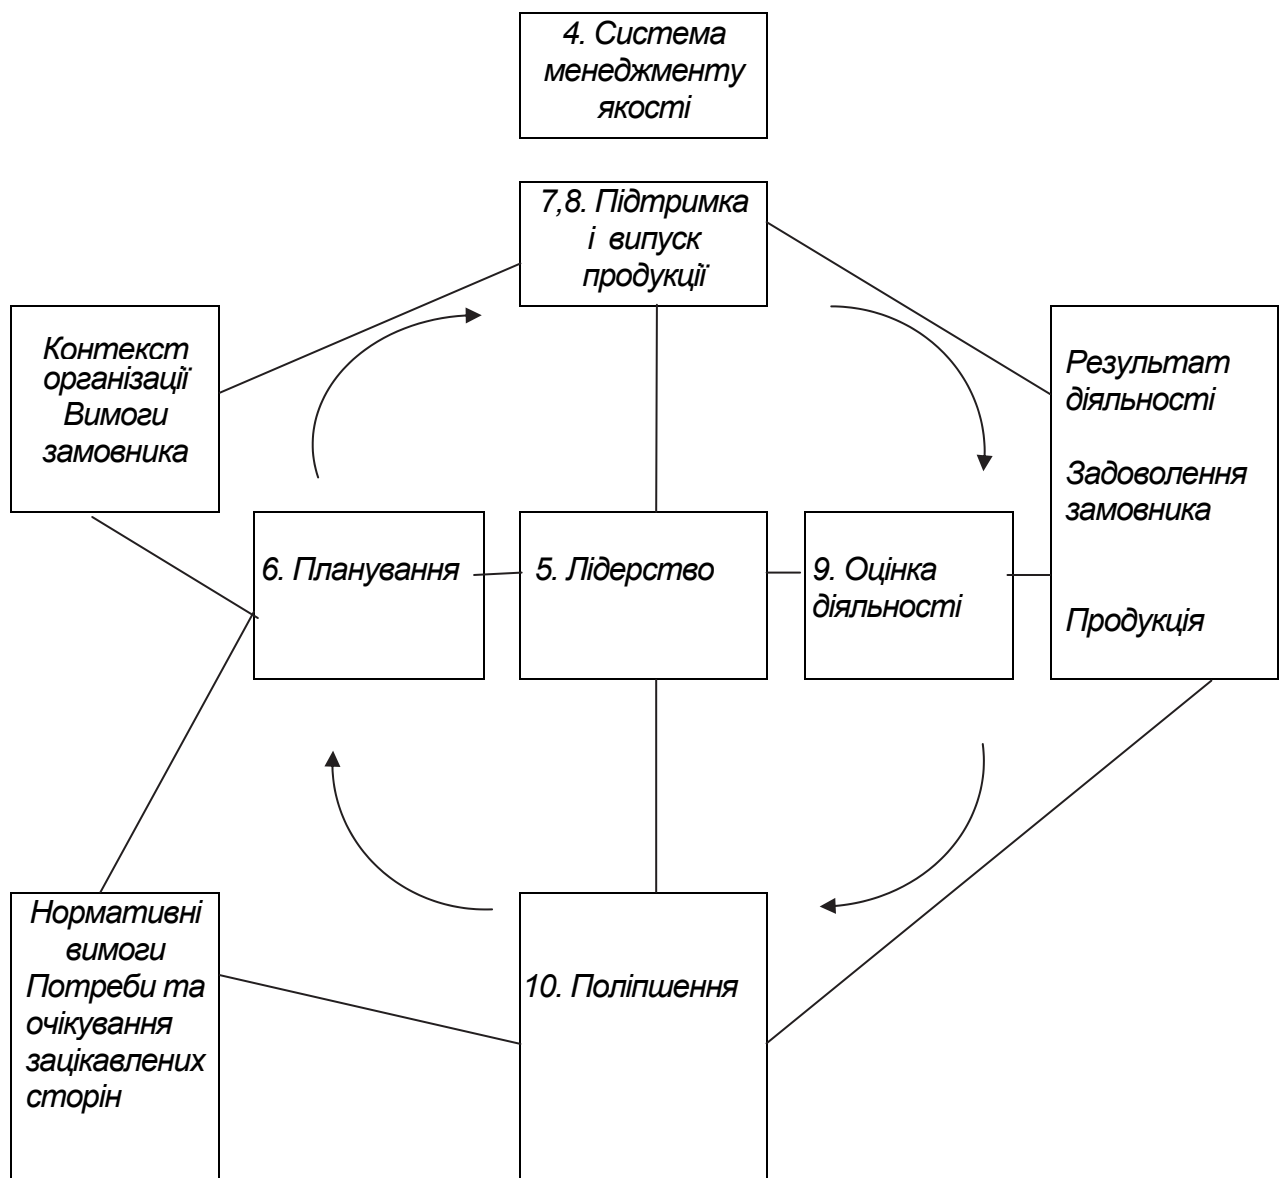 4. Система
менеджменту
якості
7,8. Підтримка
і випуск
продукції
Контекст
організації
Вимоги
замовника
Результат
діяльності
Задоволення
замовника
Продукція
6. Планування
5. Лідерство
9. Оцінка
діяльності
Нормативні
вимоги
Потреби та
очікування
зацікавлених
сторін
10. Поліпшення